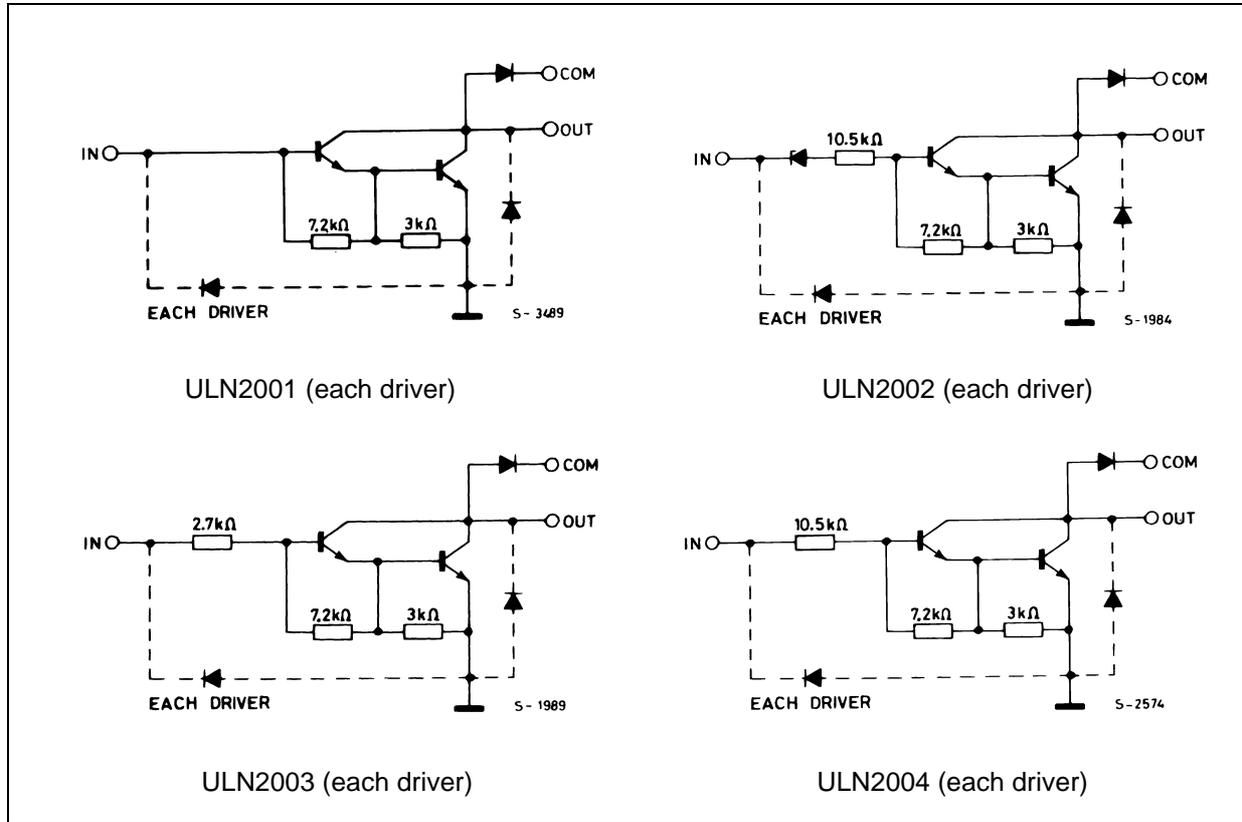 COM
OUT
IN
7.2kΩ
3kΩ
EACH DRIVER
S- 3489
ULN2001 (each driver)
COM
OUT
IN
10.5kΩ
7.2kΩ
3kΩ
EACH DRIVER
S-1984
ULN2002 (each driver)
COM
OUT
IN
2.7kΩ
7.2kΩ
3kΩ
EACH DRIVER
S- 1989
ULN2003 (each driver)
COM
OUT
IN
10.5kΩ
7.2kΩ
3kΩ
EACH DRIVER
S-2574
ULN2004 (each driver)